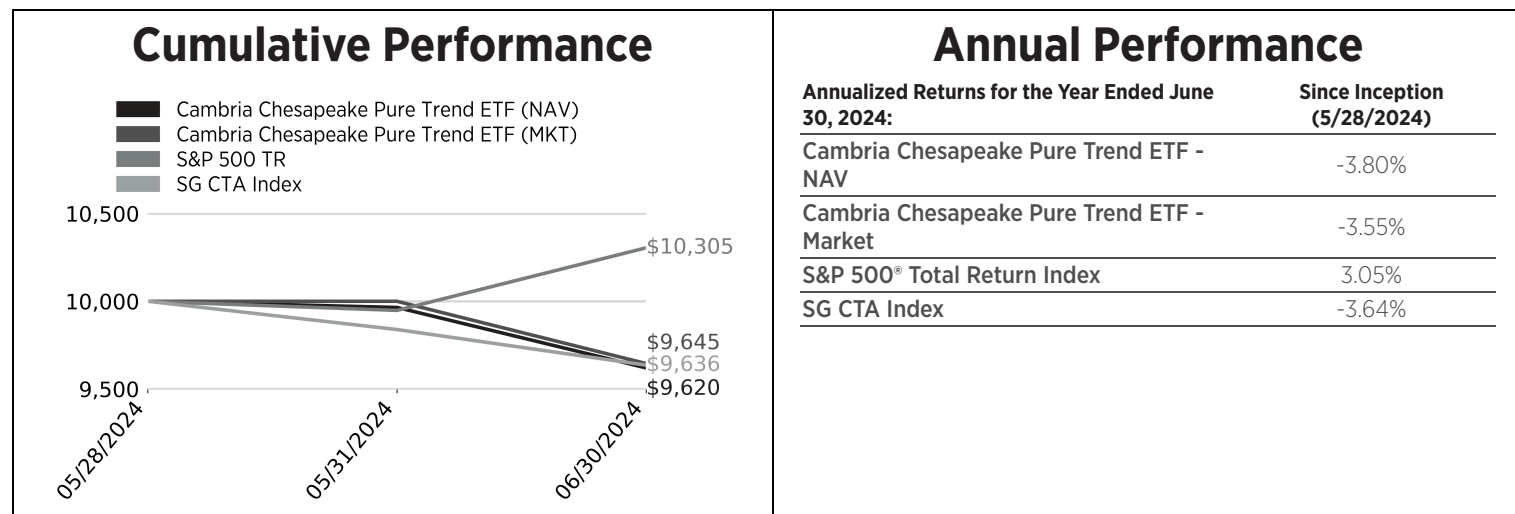 Cumulative Performance
Cambria Chesapeake Pure Trend ETF (NAV)
Cambria Chesapeake Pure Trend ETF (MKT)
S&P 500 TR
SG CTA Index
10,500
10,000
9,500
$10,305
$9,645
$9,636
$9,620
05/28/2024
05/31/2024
06/30/2024
Annual Performance
Annualized Returns for the Year Ended June
30, 2024:
Since Inception
(5/28/2024)
Cambria Chesapeake Pure Trend ETF -
NAV
-3.80%
Cambria Chesapeake Pure Trend ETF -
Market
-3.55%
S&P 500® Total Return Index
3.05%
SG CTA Index
-3.64%